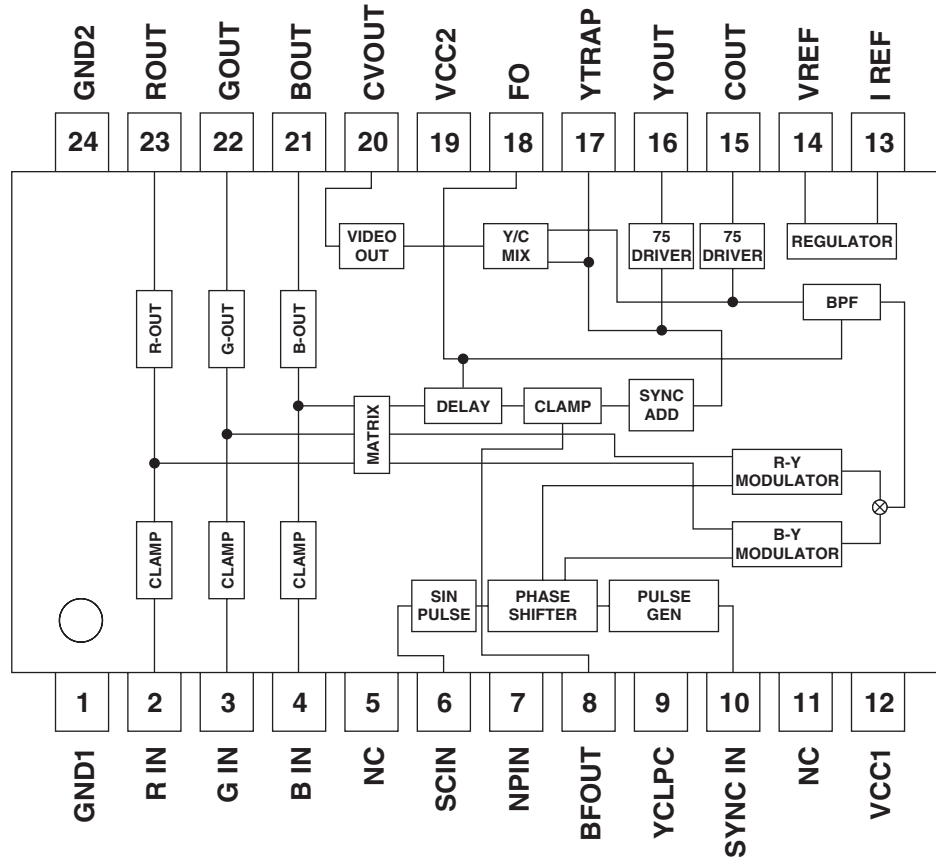 GND2
ROUT
GOUT
BOUT
CVOUT
VCC2
FO
YTRAP
YOUT
COUT
VREF
I REF
24
23
22
21
20
19
18
17
16
15
14
13
VIDEO
OUT
Y/C
MIX
75
DRIVER
75
DRIVER
REGULATOR
R-OUT
G-OUT
B-OUT
BPF
MATRIX
DELAY
CLAMP
SYNC
ADD
R-Y
MODULATOR
B-Y
MODULATOR
CLAMP
CLAMP
CLAMP
SIN
PULSE
PHASE
SHIFTER
PULSE
GEN
1
2
3
4
5
6
7
8
9
10
11
12
GND1
R IN
G IN
B IN
NC
SCIN
NPIN
BFOUT
YCLPC
SYNC IN
NC
VCC1